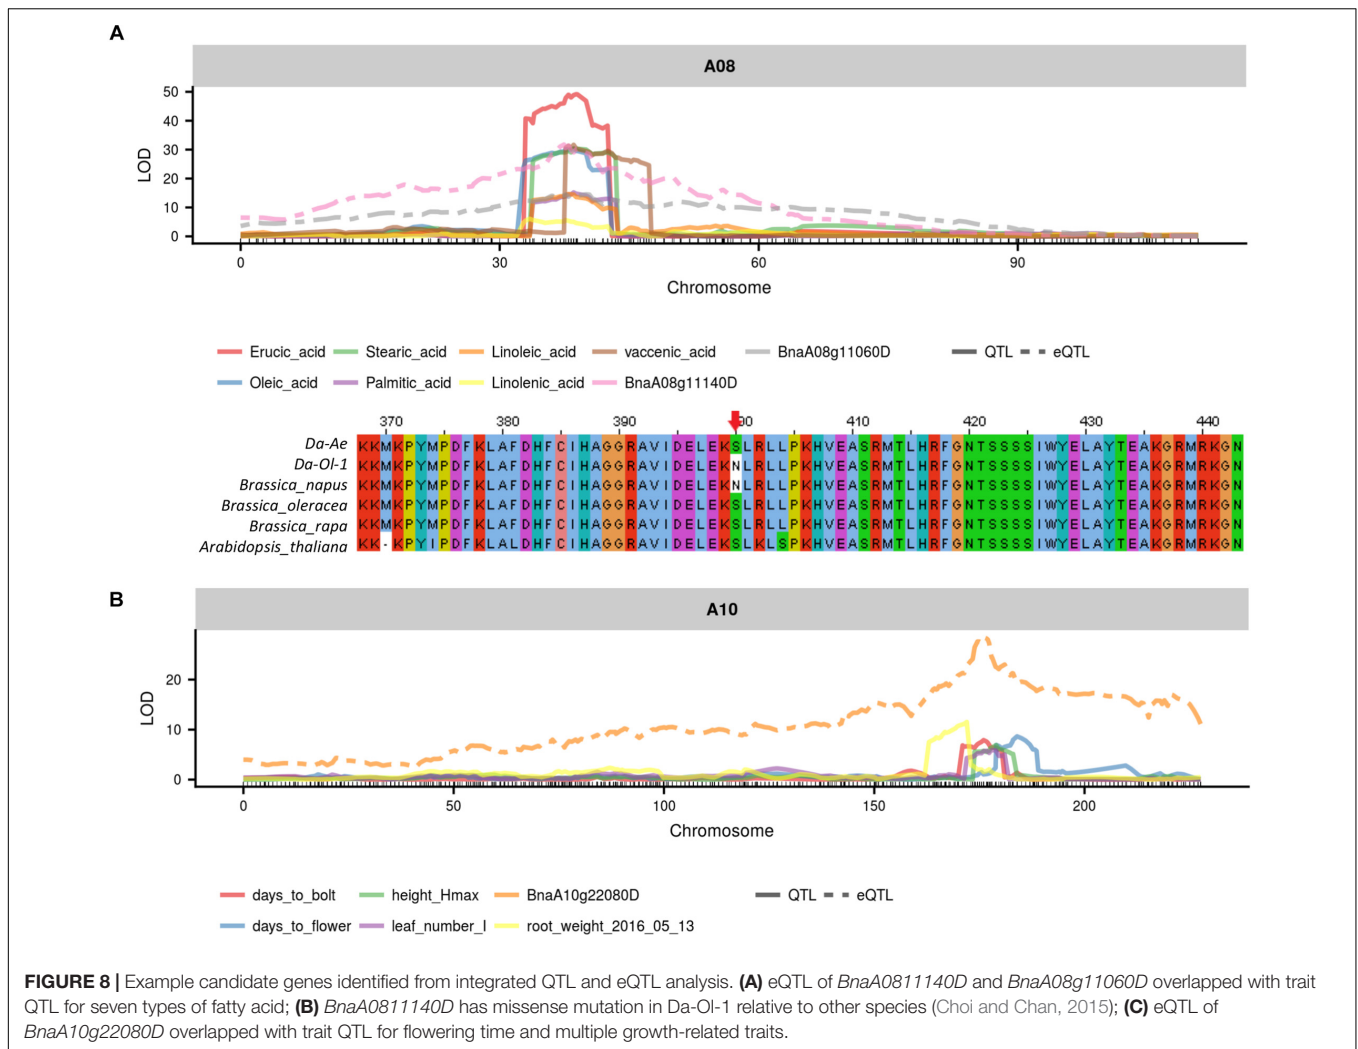 A
A08
50
40
30
20
10
0
LOD
0 30 60 90
Chromosome
Erucic_acid Stearic_acid Linoleic_acid vaccenic_acid BnaA08g11060D QTL eQTL
Oleic_acid Palmitic_acid Linolenic_acid BnaA08g11140D
370 380 390 400 410 420 430 440
Da-Ae KKMKPYMPDFKLAFDHFCIHAGGRAVIDELEKSLRLLPKHVEASRMTLHRFGNTSSSSIWYELAYTEAKGRMRKGN
Da-Ol-1 KKMKPYMPDFKLAFDHFCIHAGGRAVIDELEKNLRLLPKHVEASRMTLHRFGNTSSSSIWYELAYTEAKGRMRKGN
Brassica_napus KKMKPYMPDFKLAFDHFCIHAGGRAVIDELEKNLRLLPKHVEASRMTLHRFGNTSSSSIWYELAYTEAKGRMRKGN
Brassica_oleracea KKMKPYMPDFKLAFDHFCIHAGGRAVIDELEKSLRLLPKHVEASRMTLHRFGNTSSSSIWYELAYTEAKGRMRKGN
Brassica_rapa KKMKPYMPDFKLAFDHFCIHAGGRAVIDELEKSLRLLPKHVEASRMTLHRFGNTSSSSIWYELAYTEAKGRMRKGN
Arabidopsis_thaliana KK-KPYIPDFKLALDHFCIHAGGRAVIDELEKSLKLSPKHVEASRMTLHRFGNTSSSSIWYELAYTEAKGRMRKGN
B
A10
20
10
0
LOD
0 50 100 150 200
Chromosome
days_to_bolt height_Hmax BnaA10g22080D QTL eQTL
days_to_flower leaf_number_I root_weight_2016_05_13
FIGURE 8 | Example candidate genes identified from integrated QTL and eQTL analysis. (A) eQTL of BnaA0811140D and BnaA08g11060D overlapped with trait
QTL for seven types of fatty acid; (B) BnaA0811140D has missense mutation in Da-Ol-1 relative to other species (Choi and Chan, 2015); (C) eQTL of
BnaA10g22080D overlapped with trait QTL for flowering time and multiple growth-related traits.